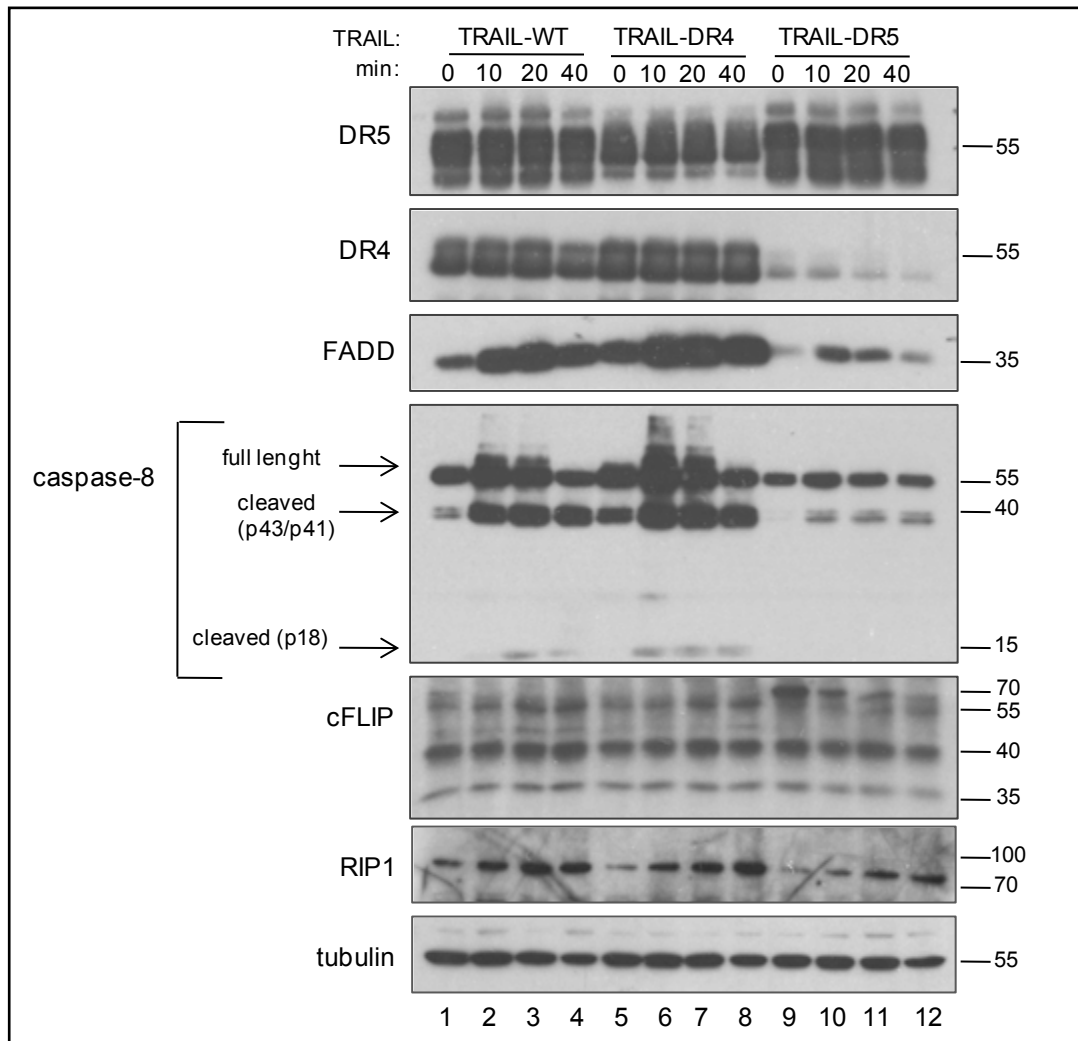 TRAIL: TRAIL-WT TRAIL-DR4 TRAIL-DR5
min: 0 10 20 40 0 10 20 40 0 10 20 40
DR5
55
DR4
55
FADD
35
caspase-8
full lenght
55
cleaved
(p43/p41)
40
cleaved (p18)
15
cFLIP
70
55
40
35
RIP1
100
70
tubulin
55
1 2 3 4 5 6 7 8 9 10 11 12